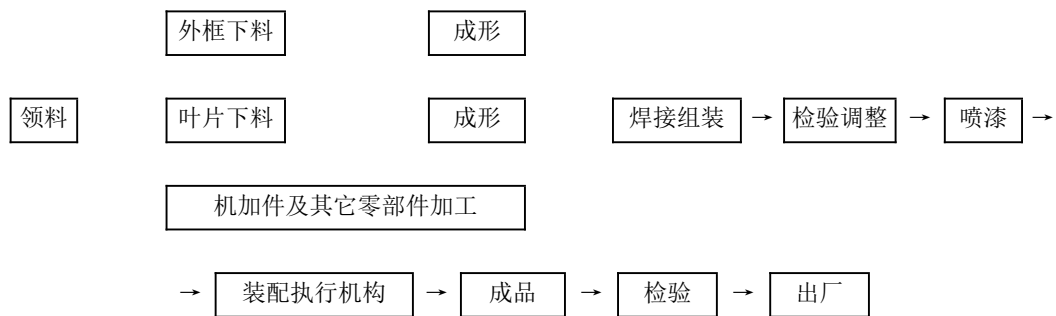 外框下料 成形
领料 叶片下料 成形 焊接组装 → 检验调整 → 喷漆 →
机加件及其它零部件加工
→ 装配执行机构 → 成品 → 检验 → 出厂